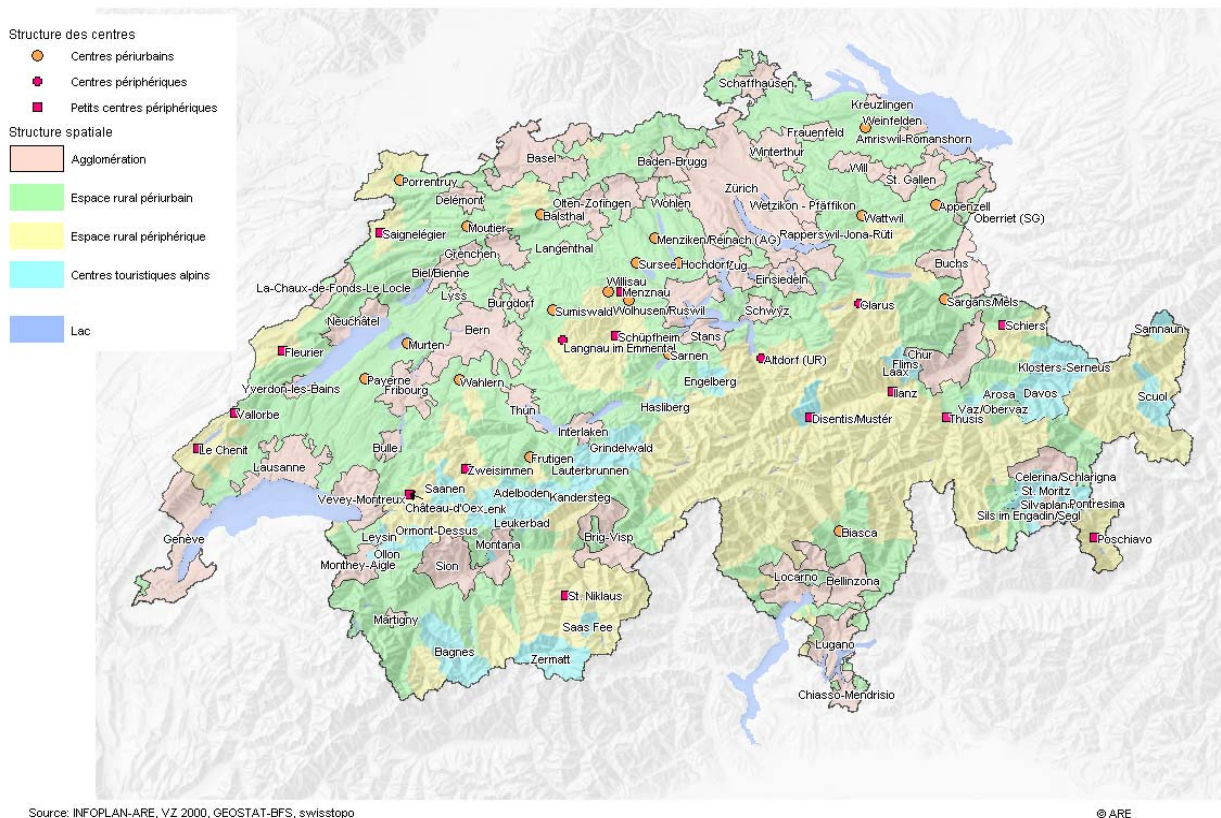 Structure des centres
Centres périurbains
Centres périphériques
Petits centres périphériques
Structure spatiale
Agglomération
Espace rural périurbain
Espace rural périphérique
Centres touristiques alpins
Lac
Schaffhausen
Kreuzlingen
Weinfelden
Frauenfeld
Amriswil-Romanshorn
Winterthur
Basel
Baden-Brugg
Will
St. Gallen
Porrentruy
Zürich
Delémont
Olten-Zofingen
Wohlen
Wetzikon - Pfäffikon
Appenzell
Balsthal
Wattwil
Oberriet (SG)
Moutier
Saignelégier
Menziken/Reinach (AG)
Rapperswil-Jona-Rüti
Grenchen
Langenthal
Sursee
Hochdorf
Zug
Buchs
Biel/Bienne
Einsiedeln
La-Chaux-de-Fonds-Le Locle
Willisau
Menznau
Lyss
Burgdorf
Glarus
Sargans/Mels
Sumiswald
Wolhusen/Ruswil
Schwyz
Neuchâtel
Bern
Schiers
Samnaun
Schüpfheim
Stans
Murten
Langnau im Emmental
Fleurier
Sarnen
Altdorf (UR)
Chur
Flims
Klosters-Serneus
Laax
Payerne
Wahlern
Engelberg
Yverdon-les-Bains
Fribourg
Ilanz
Arosa
Davos
Scuol
Hasliberg
Vaz/Obervaz
Vallorbe
Thun
Disentis/Mustér
Thusis
Interlaken
Bulle
Grindelwald
Le Chenit
Frutigen
Lausanne
Zweisimmen
Lauterbrunnen
Celerina/Schlarigna
Saanen
Adelboden
St. Moritz
Vevey-Montreux
Kandersteg
Château-d'Oex
Lenk
Silvaplana
Pontresina
Leukerbad
Sils im Engadin/Segl
Ormont-Dessus
Biasca
Leysin
Genève
Montana
Brig-Visp
Poschiavo
Ollon
Monthey-Aigle
Sion
Locarno
Bellinzona
St. Niklaus
Martigny
Saas Fee
Lugano
Bagnes
Zermatt
Chiasso-Mendrisio
Source: INFOPLAN-ARE, VZ 2000, GEOSTAT-BFS, swisstopo
© ARE